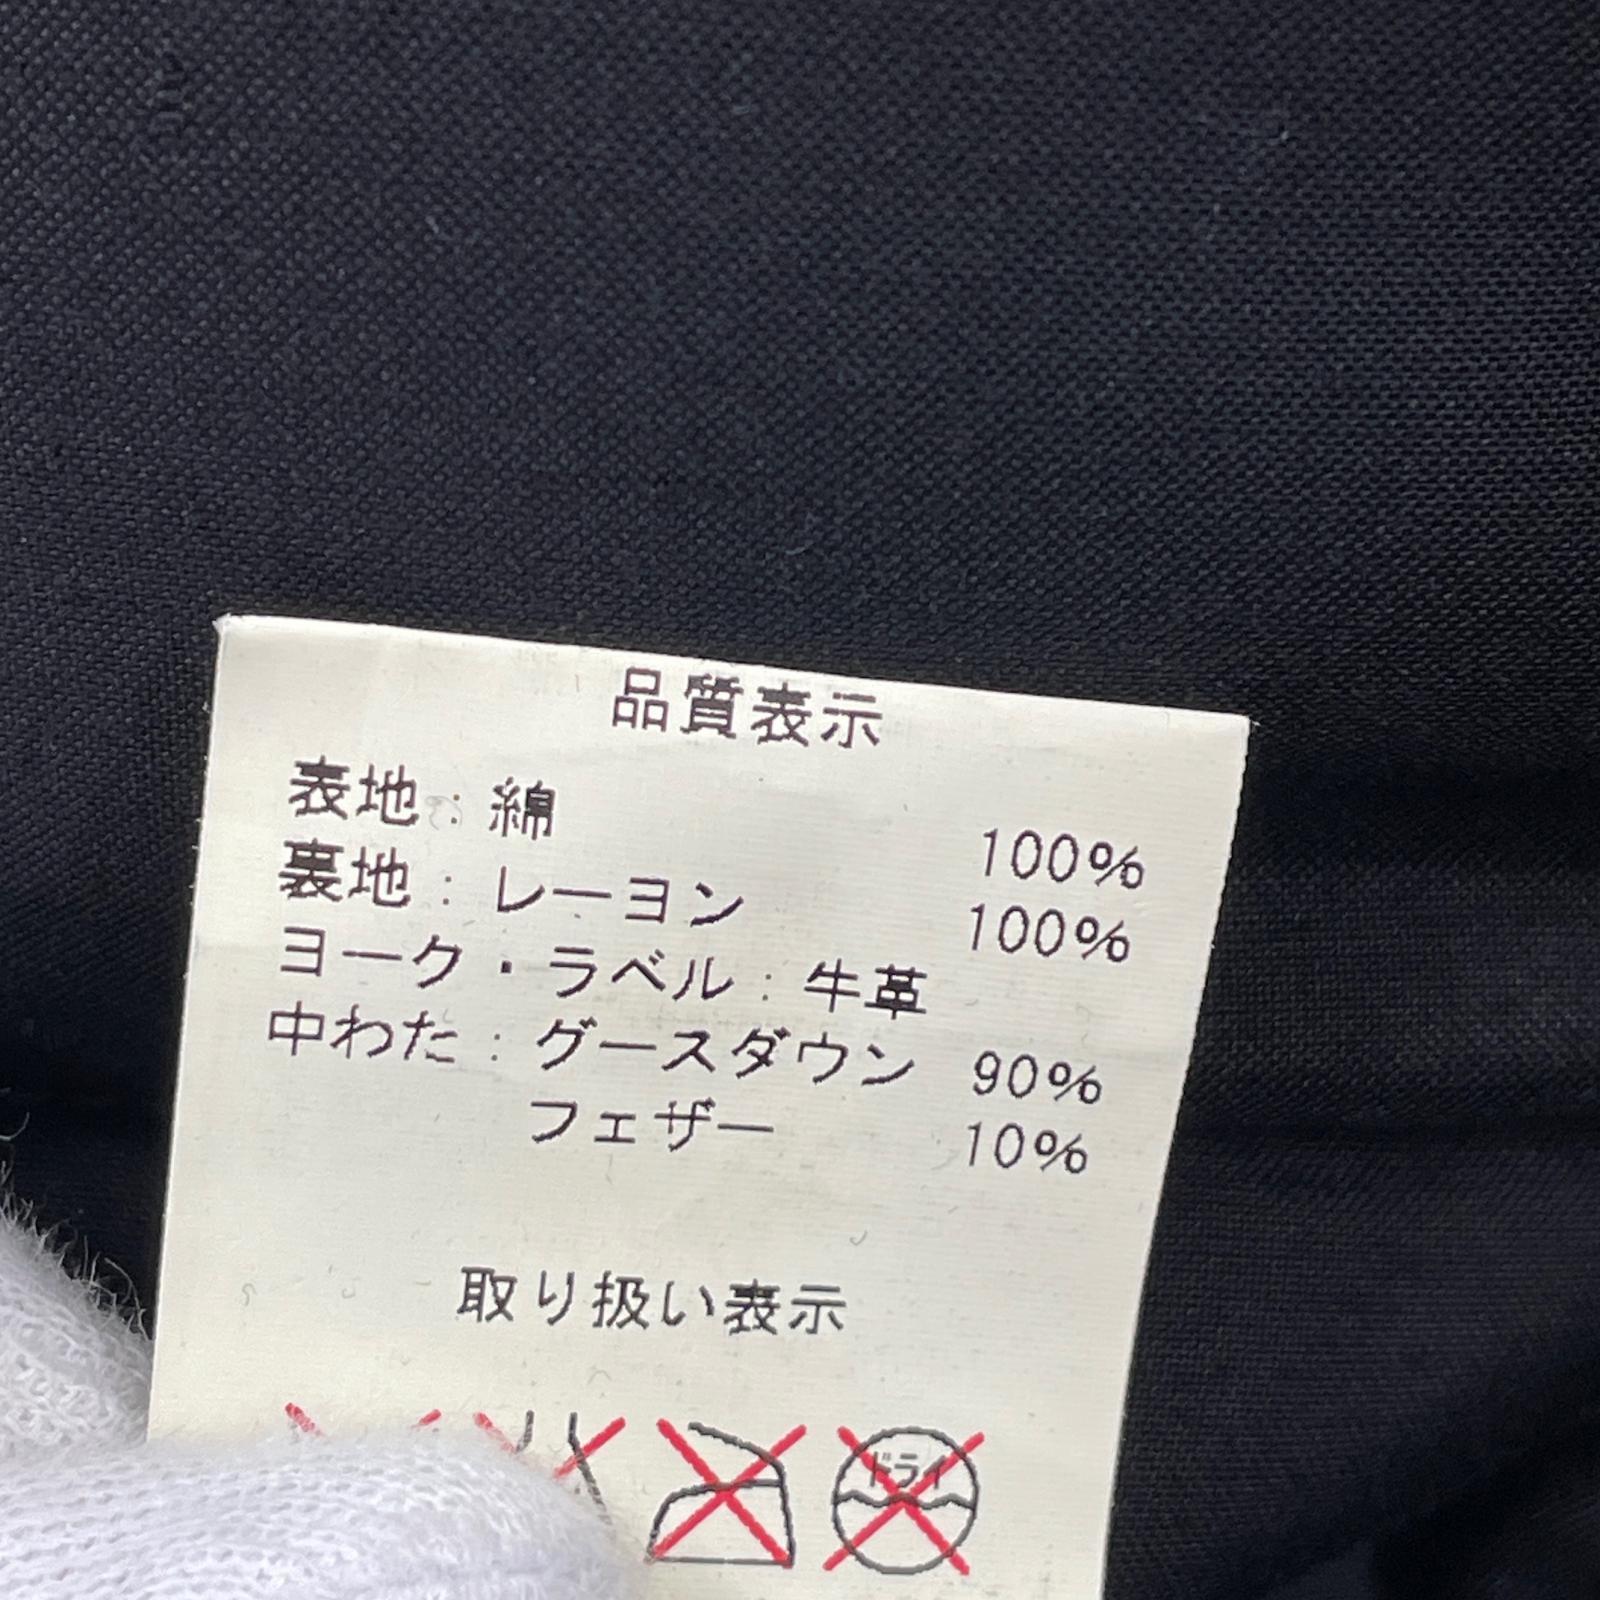 品質表示
表地:綿 100%
裏地:レーヨン 100%
ヨーク・ラベル:牛革
中わた:グースダウン 90%
フェザー 10%
取り扱い表示
ドライ